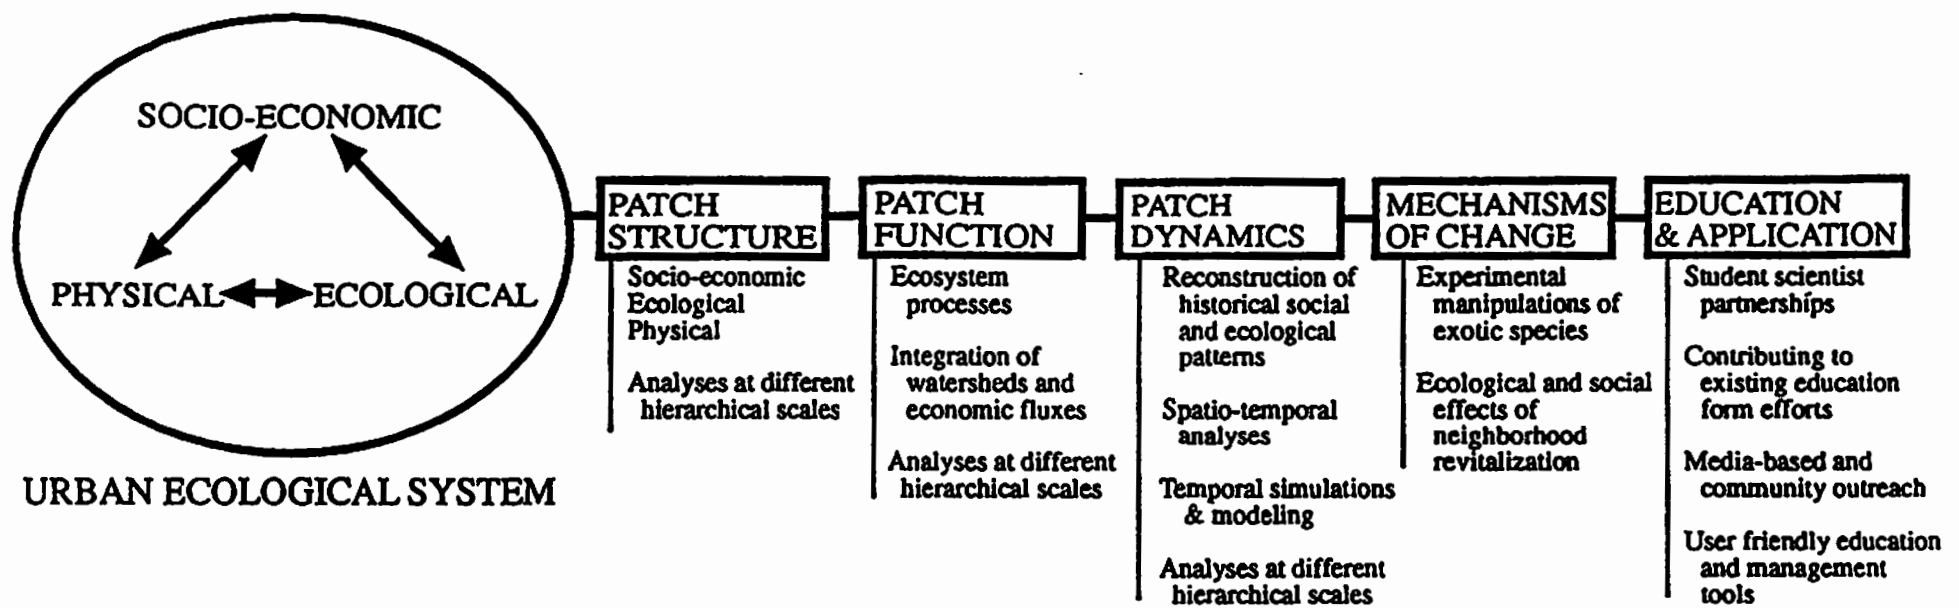 SOCIO-ECONOMIC
PHYSICAL
ECOLOGICAL
URBAN ECOLOGICAL SYSTEM
PATCH
STRUCTURE
Socio-economic
Ecological
Physical
Analyses at different
hierarchical scales
PATCH
FUNCTION
Ecosystem
processes
Integration of
watersheds and
economic fluxes
Analyses at different
hierarchical scales
PATCH
DYNAMICS
Reconstruction of
historical social
and ecological
patterns
Spatio-temporal
analyses
Temporal simulations
& modeling
Analyses at different
hierarchical scales
MECHANISMS
OF CHANGE
Experimental
manipulations of
exotic species
Ecological and social
effects of
neighborhood
revitalization
EDUCATION
& APPLICATION
Student scientist
partnerships
Contributing to
existing education
form efforts
Media-based and
community outreach
User friendly education
and management
tools